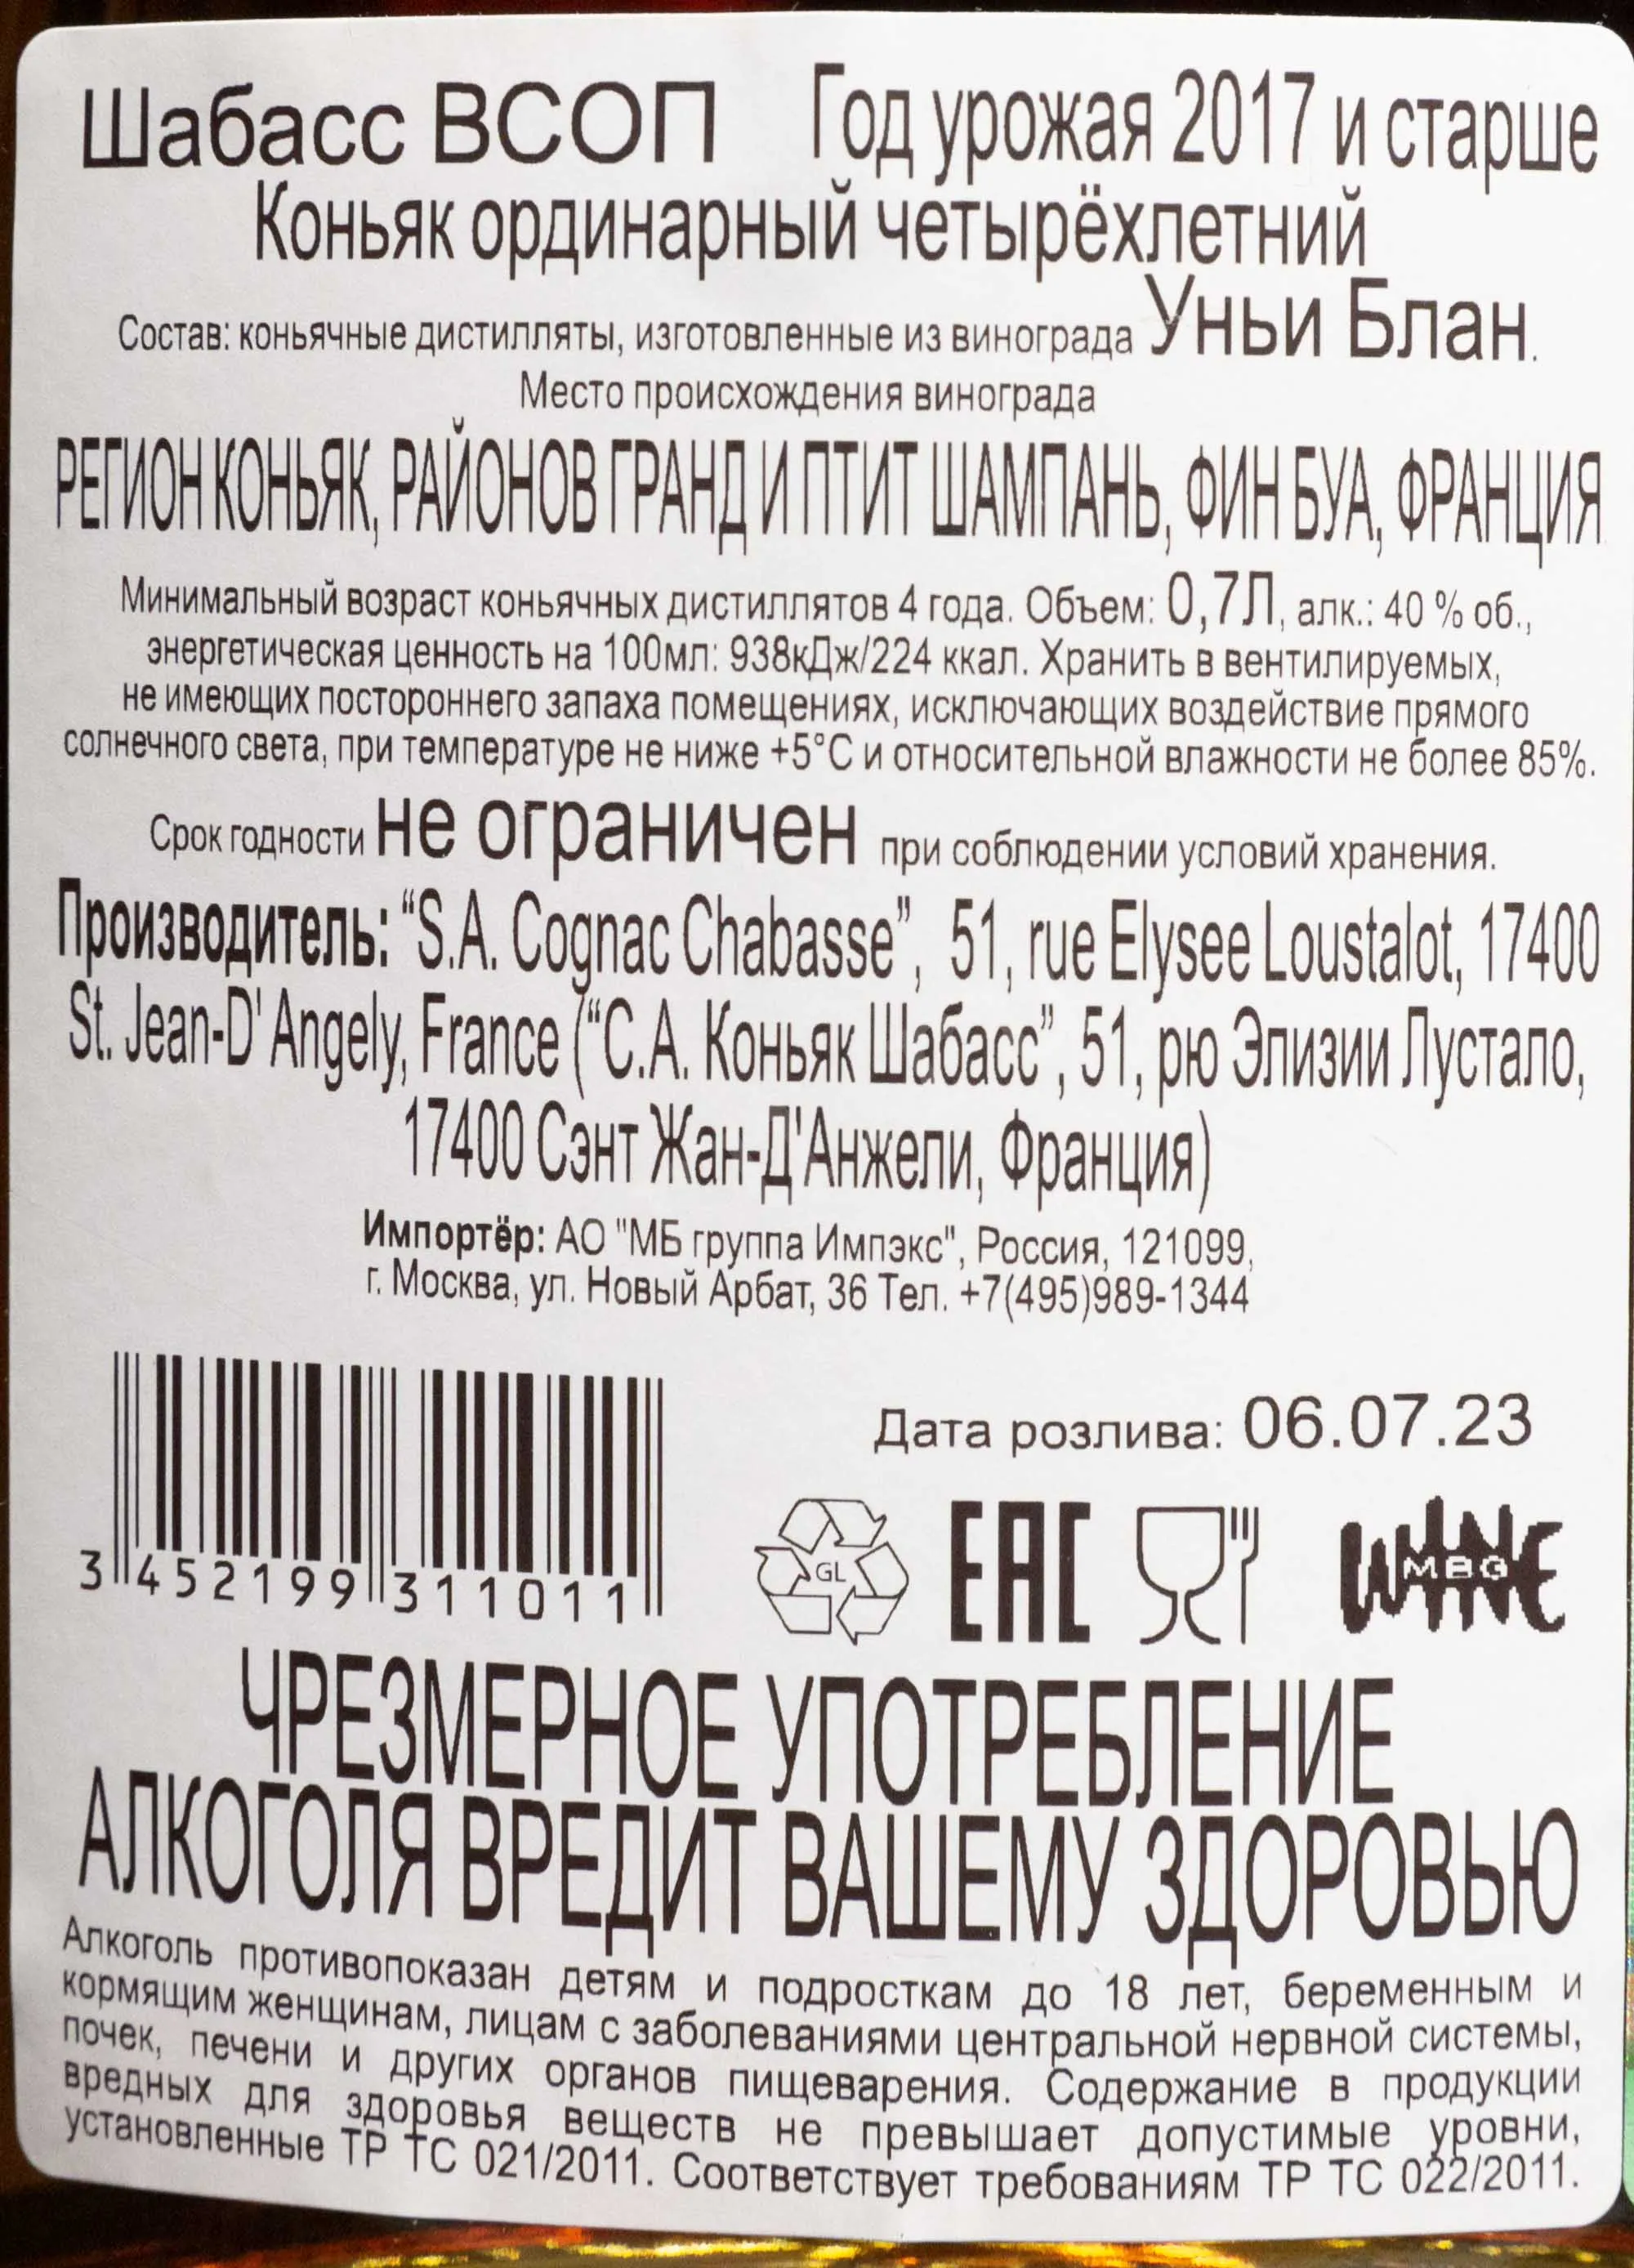 Шабасс ВСОП Год урожая 2017 и старше
Коньяк ординарный четырёхлетний
Состав: коньячные дистилляты, изготовленные из винограда Уньи Блан.
Место происхождения винограда
РЕГИОН КОНЬЯК, РАЙОНОВ ГРАНД И ПТИТ ШАМПАНЬ, ФИН БУА, ФРАНЦИЯ
Минимальный возраст коньячных дистиллятов 4 года. Объем: 0,7Л, алк.: 40 % об.,
энергетическая ценность на 100мл: 938кДж/224 ккал. Хранить в вентилируемых,
не имеющих постороннего запаха помещениях, исключающих воздействие прямого
солнечного света, при температуре не ниже +5°С и относительной влажности не более 85%.
Срок годности не ограничен при соблюдении условий хранения.
Производитель: “S.A. Cognac Chabasse”, 51, rue Elysee Loustalot, 17400
St. Jean-D'Angely, France (“С.А. Коньяк Шабасс”, 51, рю Элизии Лустало,
17400 Сэнт Жан-Д'Анжели, Франция)
Импортёр: АО "МБ группа Импэкс", Россия, 121099,
г. Москва, ул. Новый Арбат, 36 Тел. +7(495)989-1344
Дата розлива: 06.07.23
3 452199 311011
GL
EAC
WINE
MBG
ЧРЕЗМЕРНОЕ УПОТРЕБЛЕНИЕ
АЛКОГОЛЯ ВРЕДИТ ВАШЕМУ ЗДОРОВЬЮ
Алкоголь противопоказан детям и подросткам до 18 лет, беременным и
кормящим женщинам, лицам с заболеваниями центральной нервной системы,
почек, печени и других органов пищеварения. Содержание в продукции
вредных для здоровья веществ не превышает допустимые уровни,
установленные ТР ТС 021/2011. Соответствует требованиям ТР ТС 022/2011.